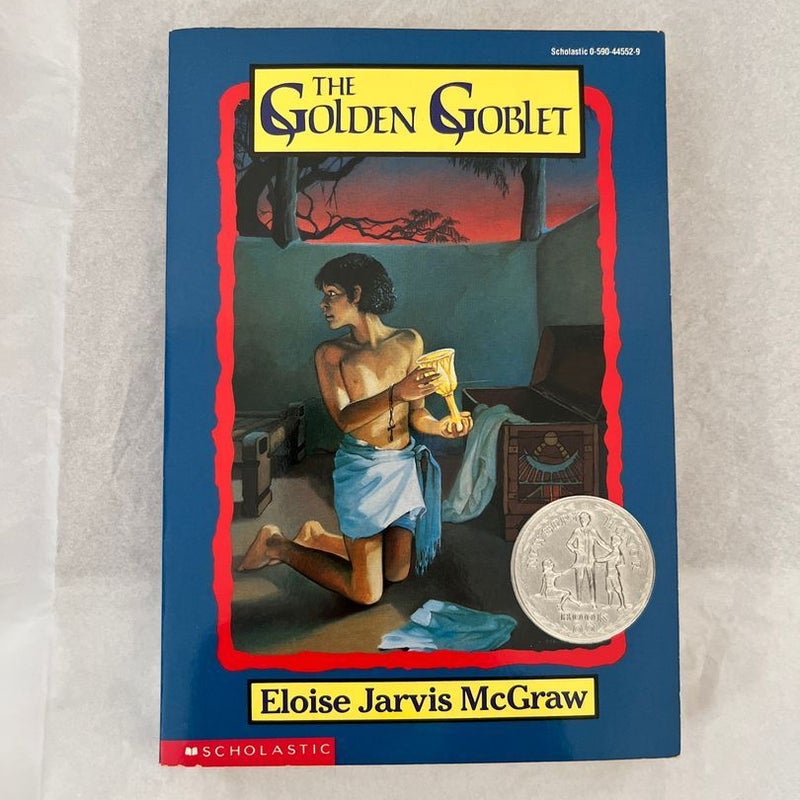 Scholastic 0-590-44552-9
THE
GOLDEN GOBLET
Eloise Jarvis McGraw
SCHOLASTIC